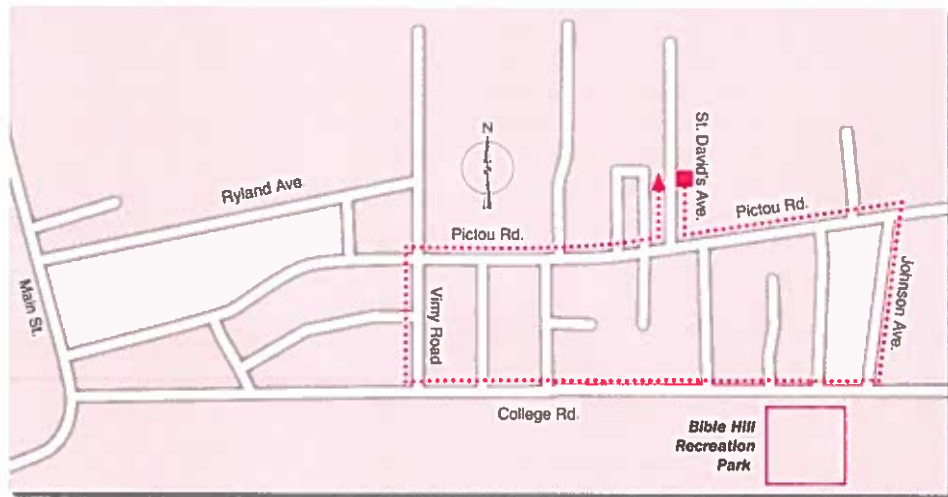 N
St. David's Ave.
Ryland Ave.
Pictou Rd.
Pictou Rd.
Main St.
Vimy Road
Johnson Ave.
College Rd.
Bible Hill
Recreation
Park